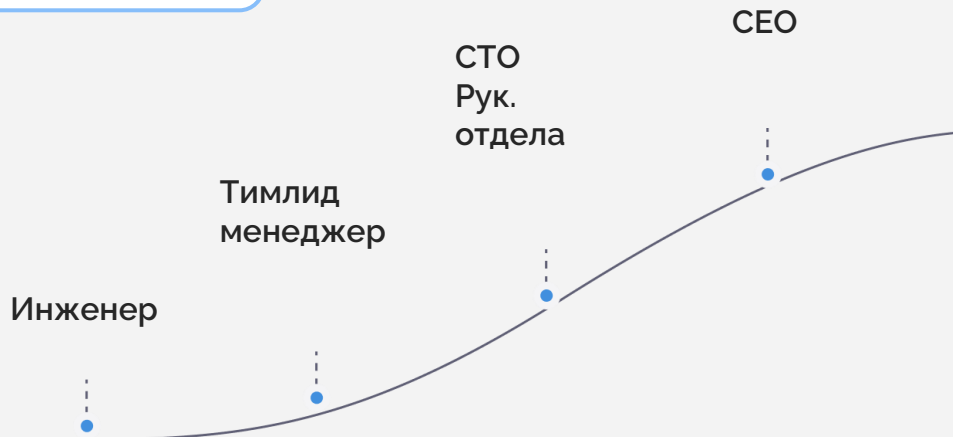 CEO
CTO
Рук.
отдела
Тимлид
менеджер
Инженер